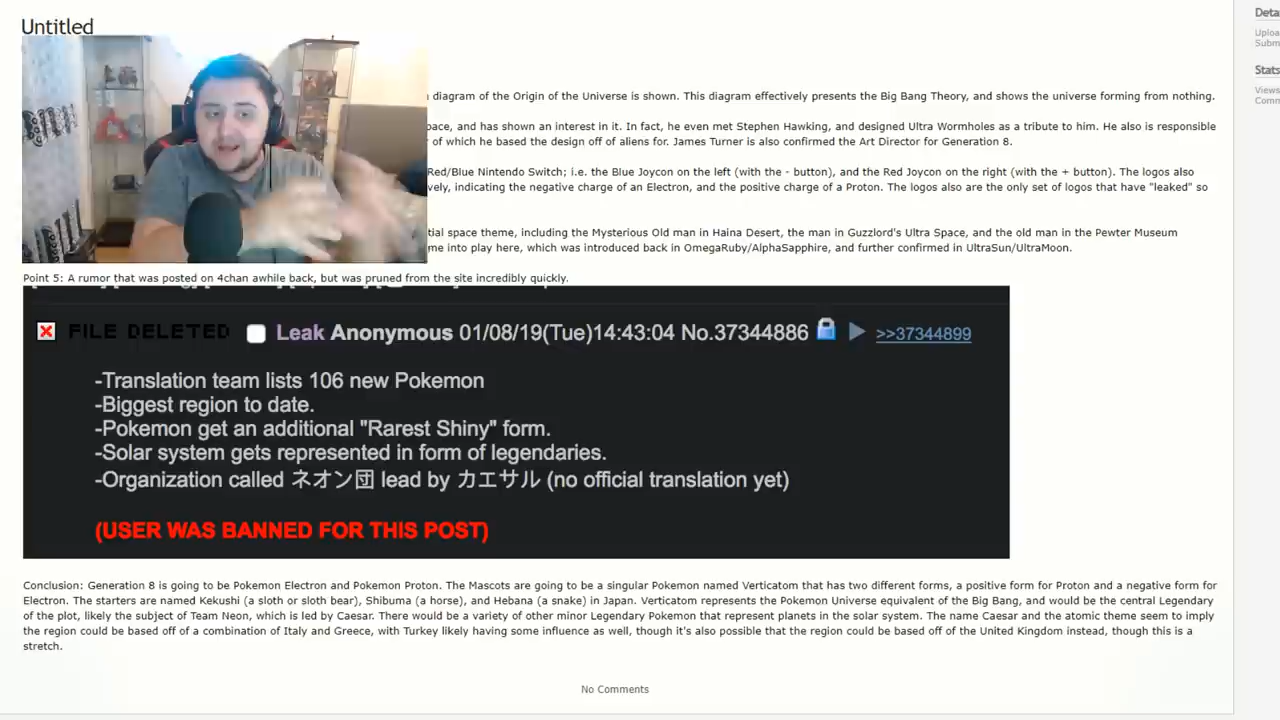 Untitled
Deta
Uploa
Subm
Stats
Views
Comm
diagram of the Origin of the Universe is shown. This diagram effectively presents the Big Bang Theory, and shows the universe forming from nothing.
pace, and has shown an interest in it. In fact, he even met Stephen Hawking, and designed Ultra Wormholes as a tribute to him. He also is responsible
of which he based the design off of aliens for. James Turner is also confirmed the Art Director for Generation 8.
Red/Blue Nintendo Switch; i.e. the Blue Joycon on the left (with the - button), and the Red Joycon on the right (with the + button). The logos also
vely, indicating the negative charge of an Electron, and the positive charge of a Proton. The logos also are the only set of logos that have "leaked" so
tial space theme, including the Mysterious Old man in Haina Desert, the man in Guzzlord's Ultra Space, and the old man in the Pewter Museum
me into play here, which was introduced back in OmegaRuby/AlphaSapphire, and further confirmed in UltraSun/UltraMoon.
Point 5: A rumor that was posted on 4chan awhile back, but was pruned from the site incredibly quickly.
FILE DELETED Leak Anonymous 01/08/19(Tue)14:43:04 No.37344886 >>37344899
-Translation team lists 106 new Pokemon
-Biggest region to date.
-Pokemon get an additional "Rarest Shiny" form.
-Solar system gets represented in form of legendaries.
-Organization called ネオン団 lead by カエサル (no official translation yet)
(USER WAS BANNED FOR THIS POST)
Conclusion: Generation 8 is going to be Pokemon Electron and Pokemon Proton. The Mascots are going to be a singular Pokemon named Verticatom that has two different forms, a positive form for Proton and a negative form for
Electron. The starters are named Kekushi (a sloth or sloth bear), Shibuma (a horse), and Hebana (a snake) in Japan. Verticatom represents the Pokemon Universe equivalent of the Big Bang, and would be the central Legendary
of the plot, likely the subject of Team Neon, which is led by Caesar. There would be a variety of other minor Legendary Pokemon that represent planets in the solar system. The name Caesar and the atomic theme seem to imply
the region could be based off of a combination of Italy and Greece, with Turkey likely having some influence as well, though it's also possible that the region could be based off of the United Kingdom instead, though this is a
stretch.
No Comments